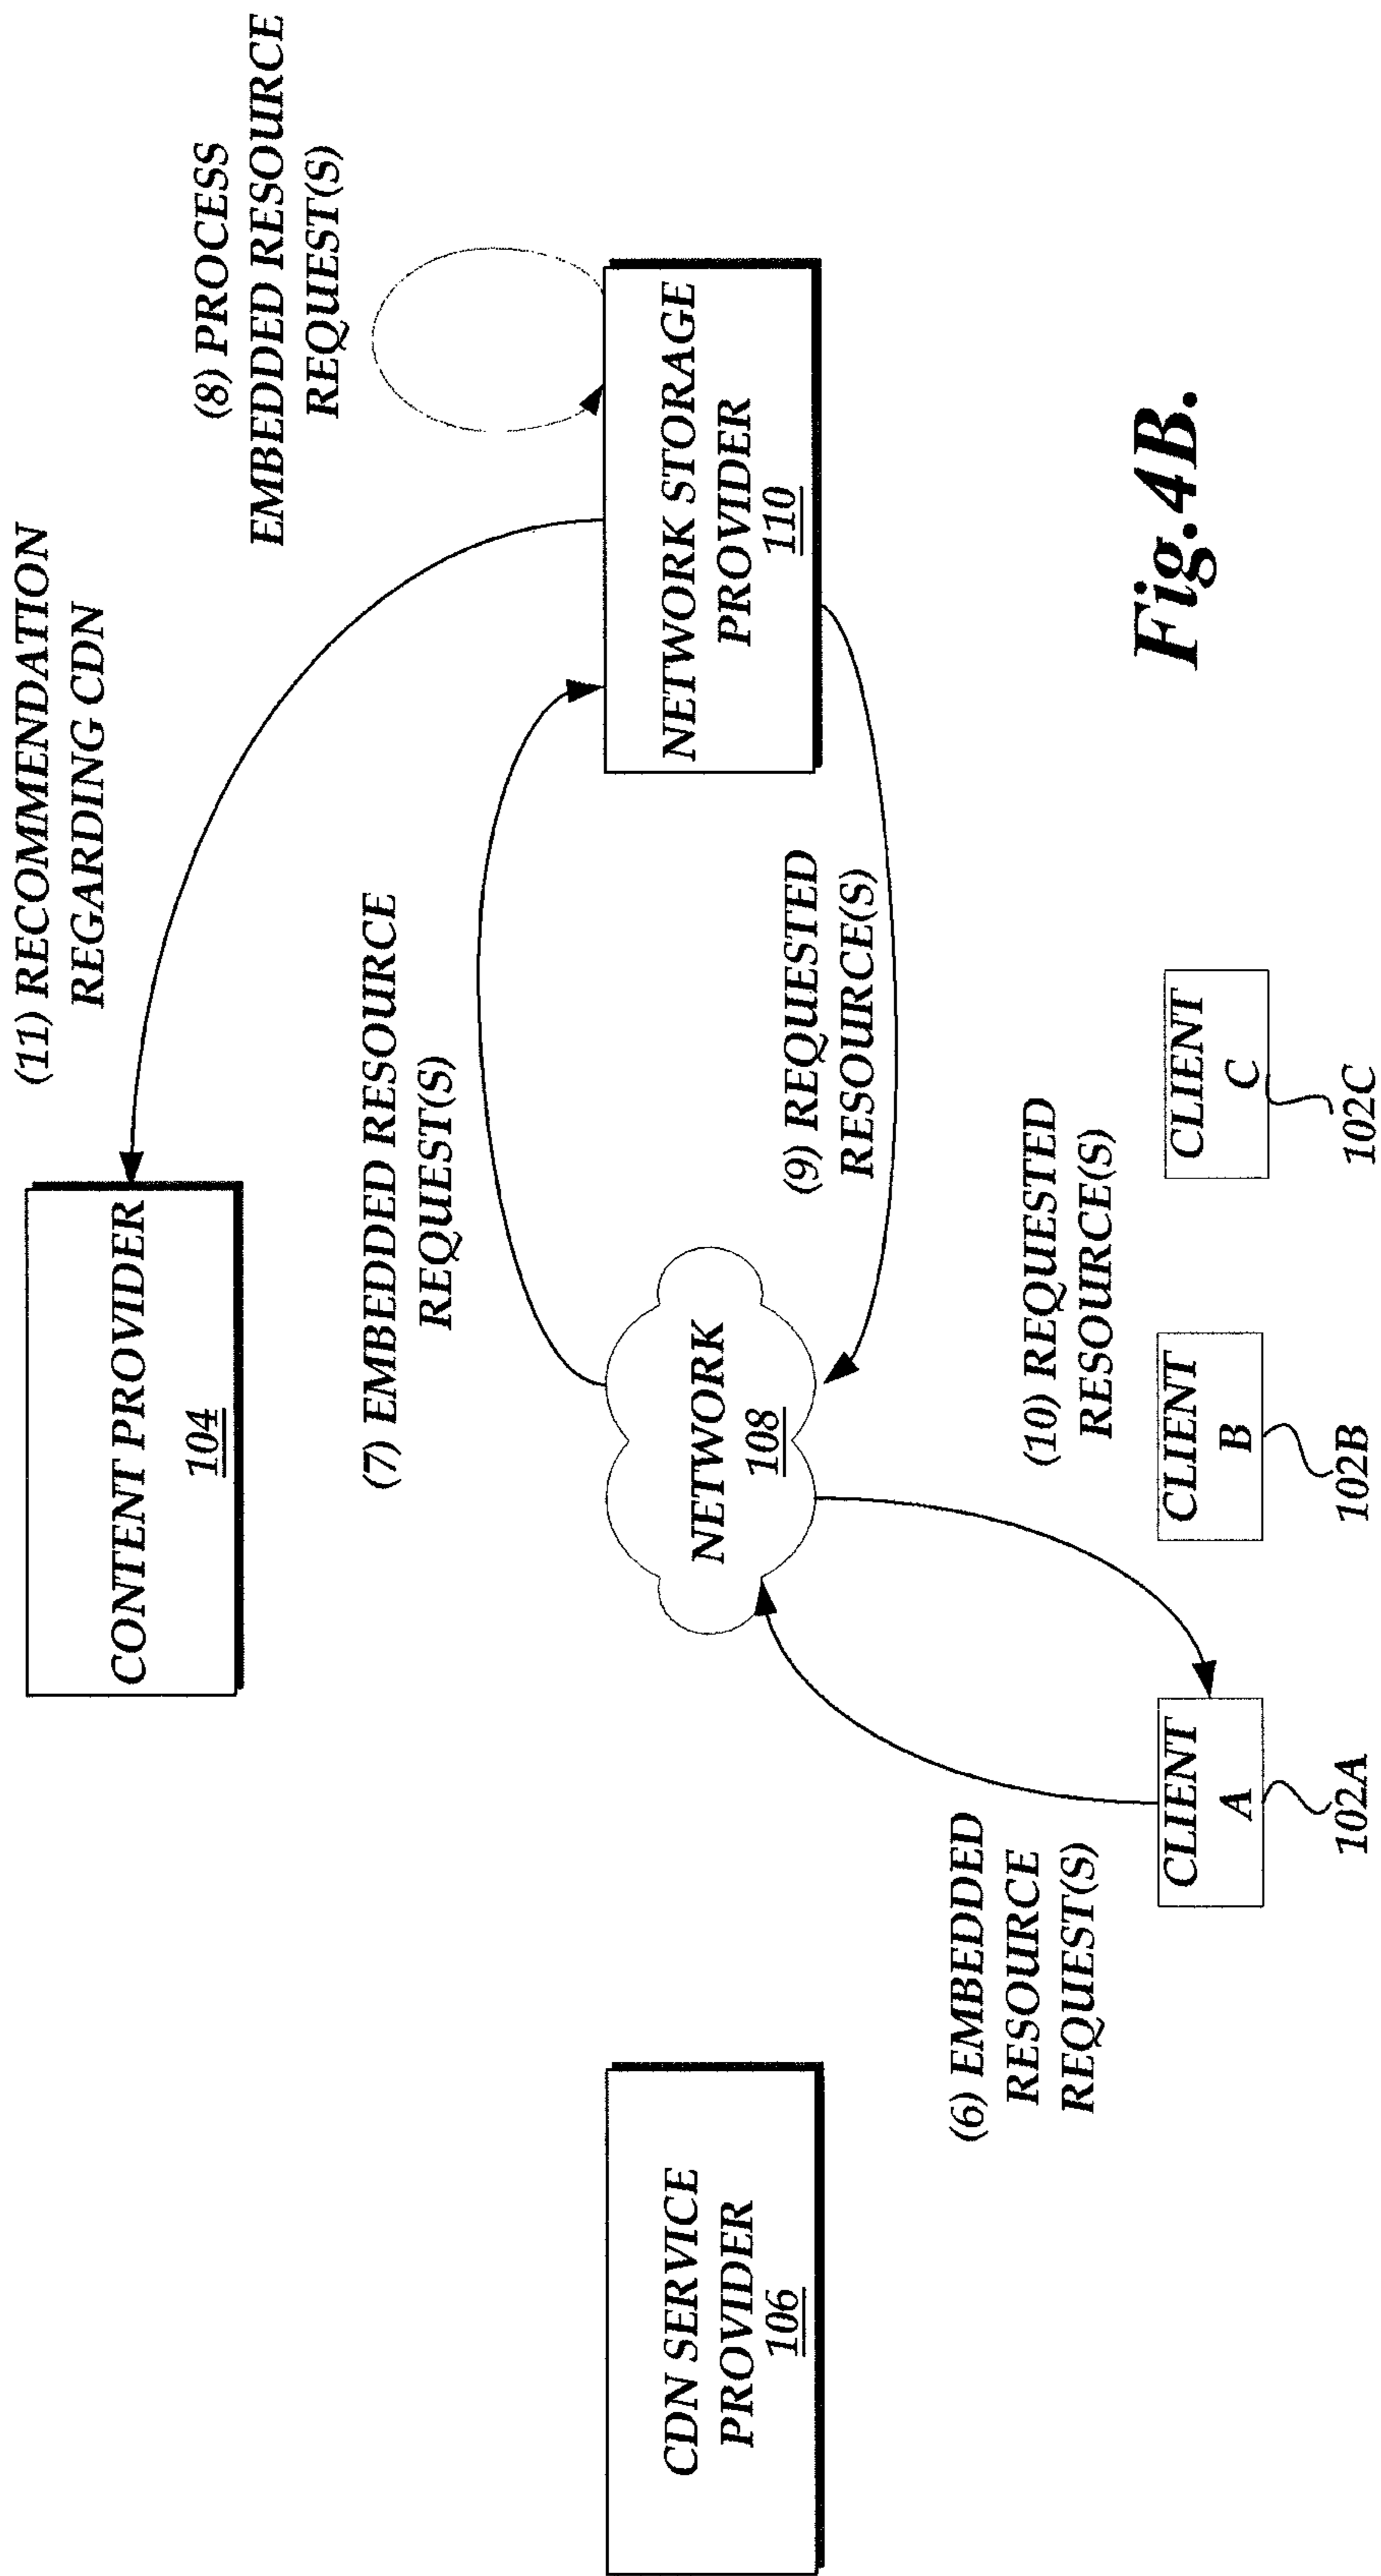 (11) RECOMMENDATION
REGARDING CDN
CONTENT PROVIDER
104
(8) PROCESS
EMBEDDED RESOURCE
REQUEST(S)
(7) EMBEDDED RESOURCE
REQUEST(S)
CDN SERVICE
PROVIDER
106
NETWORK
108
NETWORK STORAGE
PROVIDER
110
(9) REQUESTED
RESOURCE(S)
(6) EMBEDDED
RESOURCE
REQUEST(S)
(10) REQUESTED
RESOURCE(S)
CLIENT
A
102A
CLIENT
B
102B
CLIENT
C
102C
Fig.4B.